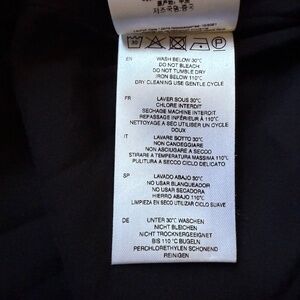 EN
WASH BELOW 30°C
DO NOT BLEACH
DO NOT TUMBLE DRY
IRON BELOW 110°C
DRY CLEANING USE GENTLE CYCLE
FR
LAVER SOUS 30°C
CHLORE INTERDIT
SECHAGE MACHINE INTERDIT
REPASSAGE INFÉRIEUR À 110°C
NETTOYAGE A SEC UTILISER UN CYCLE
DOUX
IT
LAVARE SOTTO 30°C
NON CANDEGGIARE
NON ASCIUGARE A SECCO
STIRARE A TEMPERATURA MASSIMA 110°C
PULITURA A SECCO CICLO DELICATO
SP
LAVADO ABAJO 30°C
NO USAR BLANQUEADOR
NO USAR SECADORA
HIERRO ABAJO 110°C
LIMPIEZA EN SECO UTILIZAR CICLO SUAVE
DE
UNTER 30°C WASCHEN
NICHT BLEICHEN
NICHT TROCKNERGEEIGNET
BIS 110 °C BUGELN
PERCHLORETHYLEN SCHONEND
REINIGEN